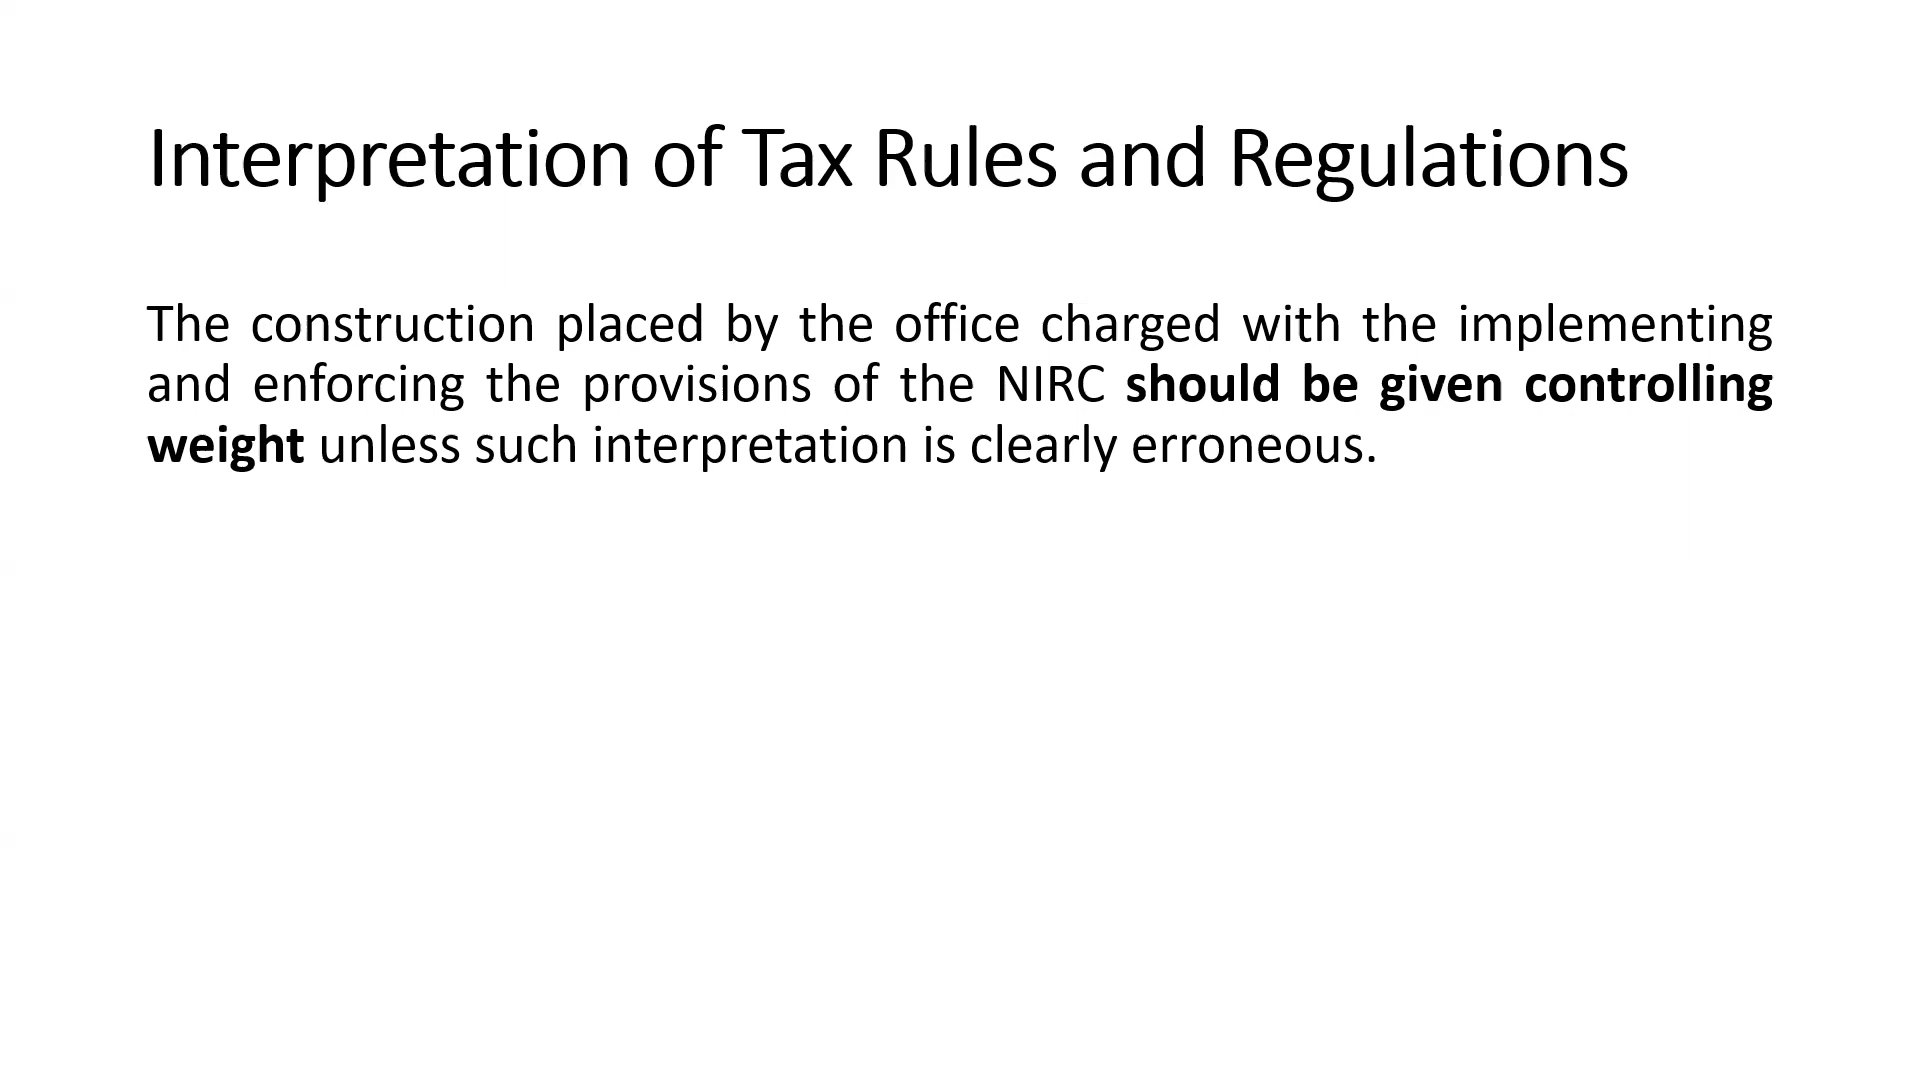 Interpretation of Tax Rules and Regulations
The construction placed by the office charged with the implementing
and enforcing the provisions of the NIRC should be given controlling
weight unless such interpretation is clearly erroneous.